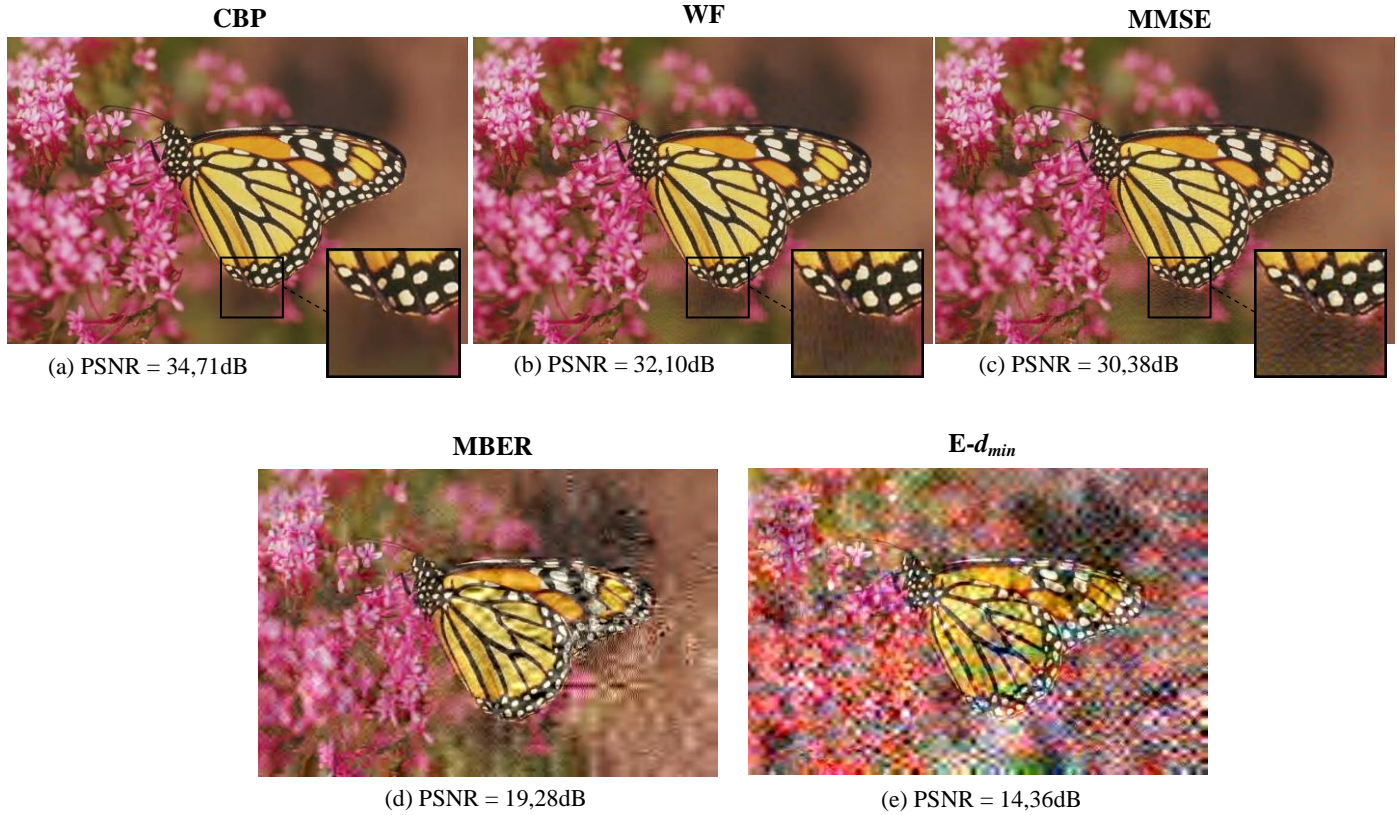 CBP
WF
MMSE
(a) PSNR = 34,71dB
(b) PSNR = 32,10dB
(c) PSNR = 30,38dB
MBER
E-dmin
(d) PSNR = 19,28dB
(e) PSNR = 14,36dB